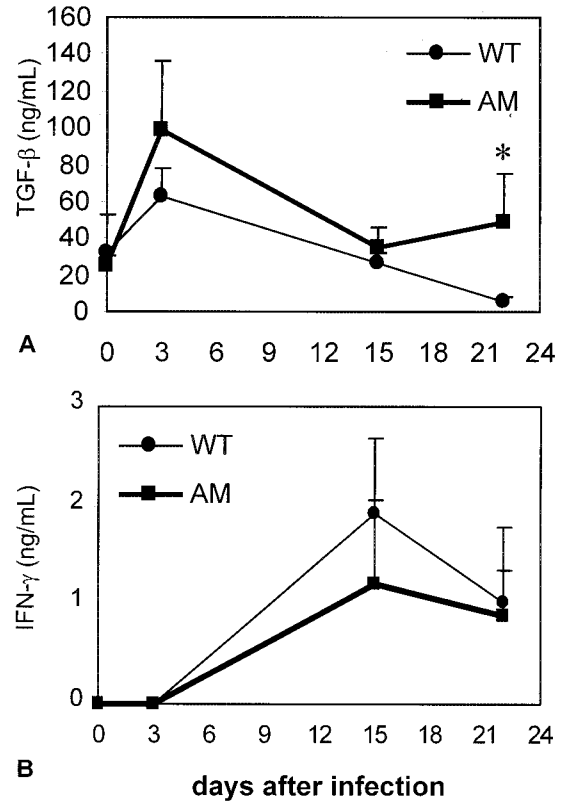 160
140
120
100
80
60
40
20
0
TGF-β (ng/mL)
WT
AM
*
A
0 3 6 9 12 15 18 21 24
3
2
1
0
IFN-γ (ng/mL)
WT
AM
0 3 6 9 12 15 18 21 24
B
days after infection